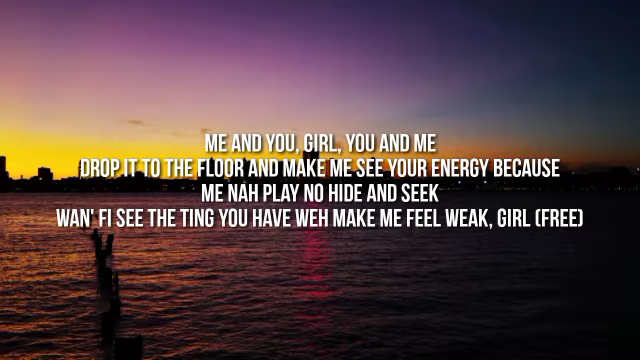 ME AND YOU, GIRL, YOU AND ME
DROP IT TO THE FLOOR AND MAKE ME SEE YOUR ENERGY BECAUSE
ME NAH PLAY NO HIDE AND SEEK
WAN' FI SEE THE TING YOU HAVE WEH MAKE ME FEEL WEAK, GIRL (FREE)